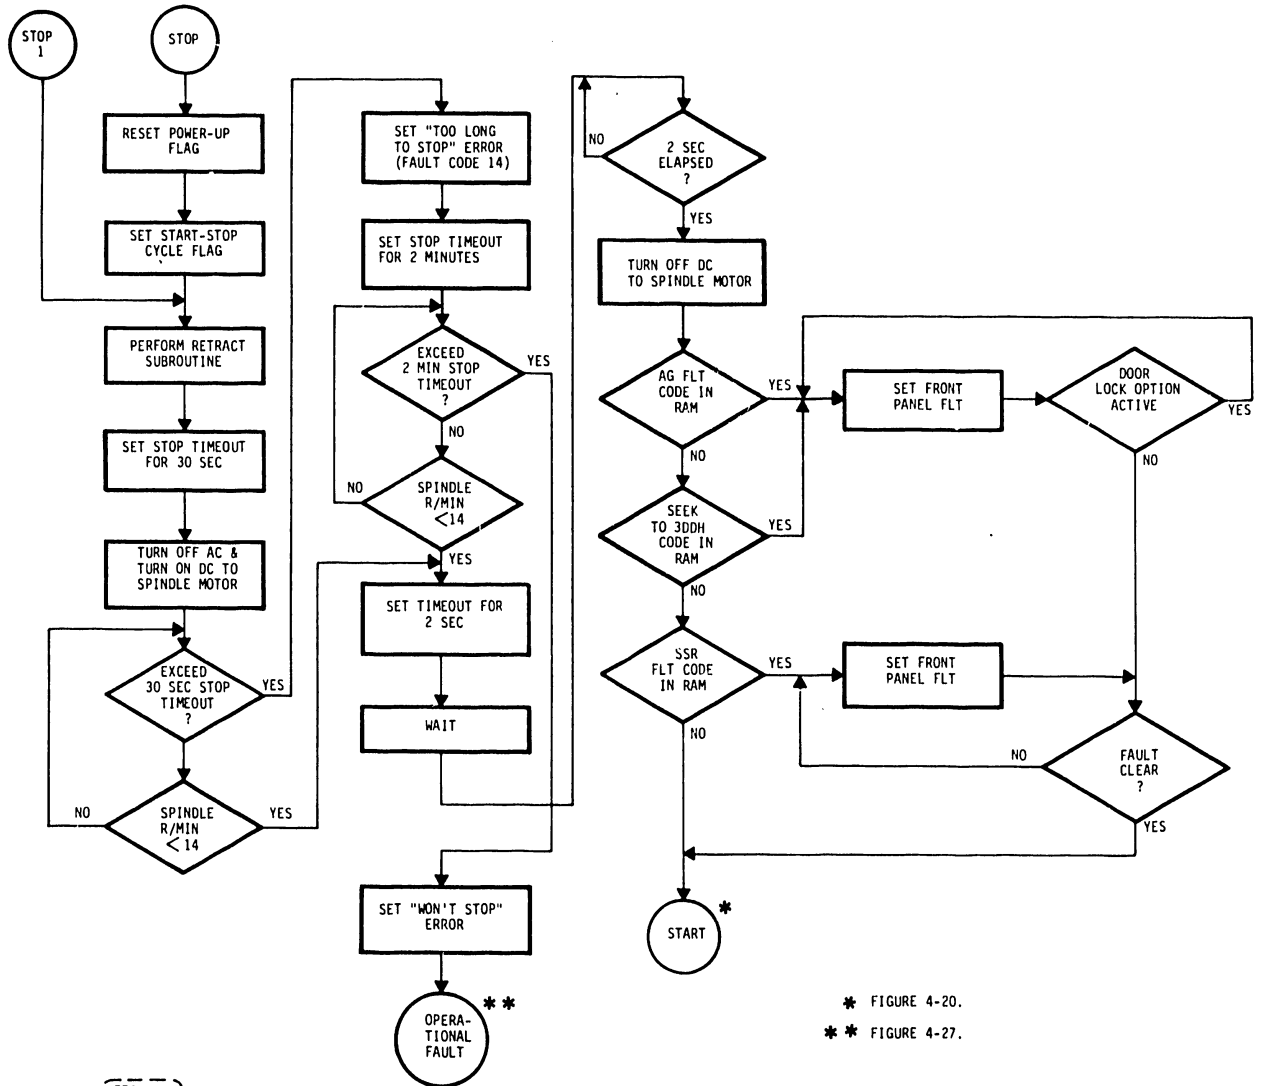 STOP
1
STOP
RESET POWER-UP
FLAG
SET START-STOP
CYCLE FLAG
PERFORM RETRACT
SUBROUTINE
SET STOP TIMEOUT
FOR 30 SEC
TURN OFF AC &
TURN ON DC TO
SPINDLE MOTOR
EXCEED
30 SEC STOP
TIMEOUT
?
YES
SPINDLE
R/MIN
<14
NO
YES
SET "TOO LONG
TO STOP" ERROR
(FAULT CODE 14)
SET STOP TIMEOUT
FOR 2 MINUTES
EXCEED
2 MIN STOP
TIMEOUT
?
YES
NO
SPINDLE
R/MIN
<14
NO
YES
SET TIMEOUT FOR
2 SEC
WAIT
SET "WON'T STOP"
ERROR
OPERA-
TIONAL
FAULT
**
2 SEC
ELAPSED
?
NO
YES
TURN OFF DC
TO SPINDLE MOTOR
AG FLT
CODE IN
RAM
YES
NO
SEEK
TO 3DDH
CODE IN
RAM
YES
NO
SSR
FLT CODE
IN RAM
YES
NO
SET FRONT
PANEL FLT
DOOR
LOCK OPTION
ACTIVE
YES
NO
SET FRONT
PANEL FLT
FAULT
CLEAR
?
NO
YES
START
*
* FIGURE 4-20.
** FIGURE 4-27.